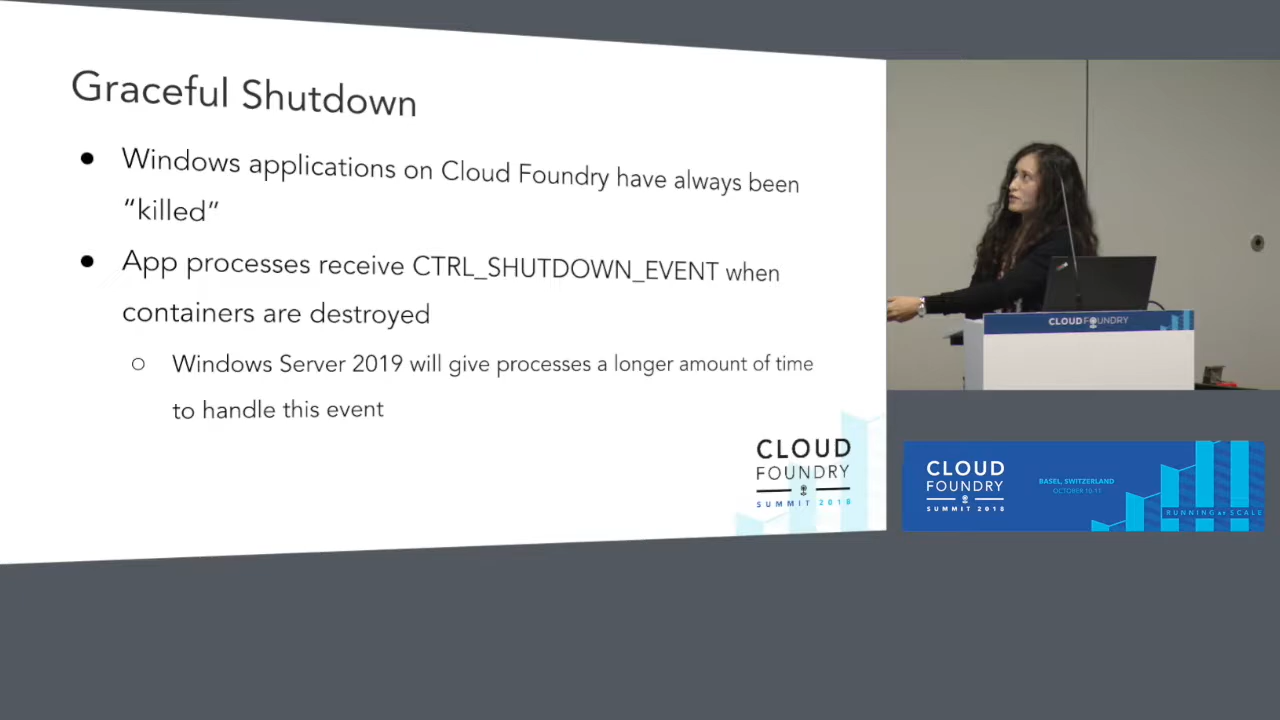 Graceful Shutdown
● Windows applications on Cloud Foundry have always been
“killed”
● App processes receive CTRL_SHUTDOWN_EVENT when
containers are destroyed
○ Windows Server 2019 will give processes a longer amount of time
to handle this event
CLOUD
FOUNDRY
SUMMIT 2018
CLOUD FOUNDRY
CLOUD
FOUNDRY
SUMMIT 2018
BASEL, SWITZERLAND
OCTOBER 10-11
RUNNING AT SCALE